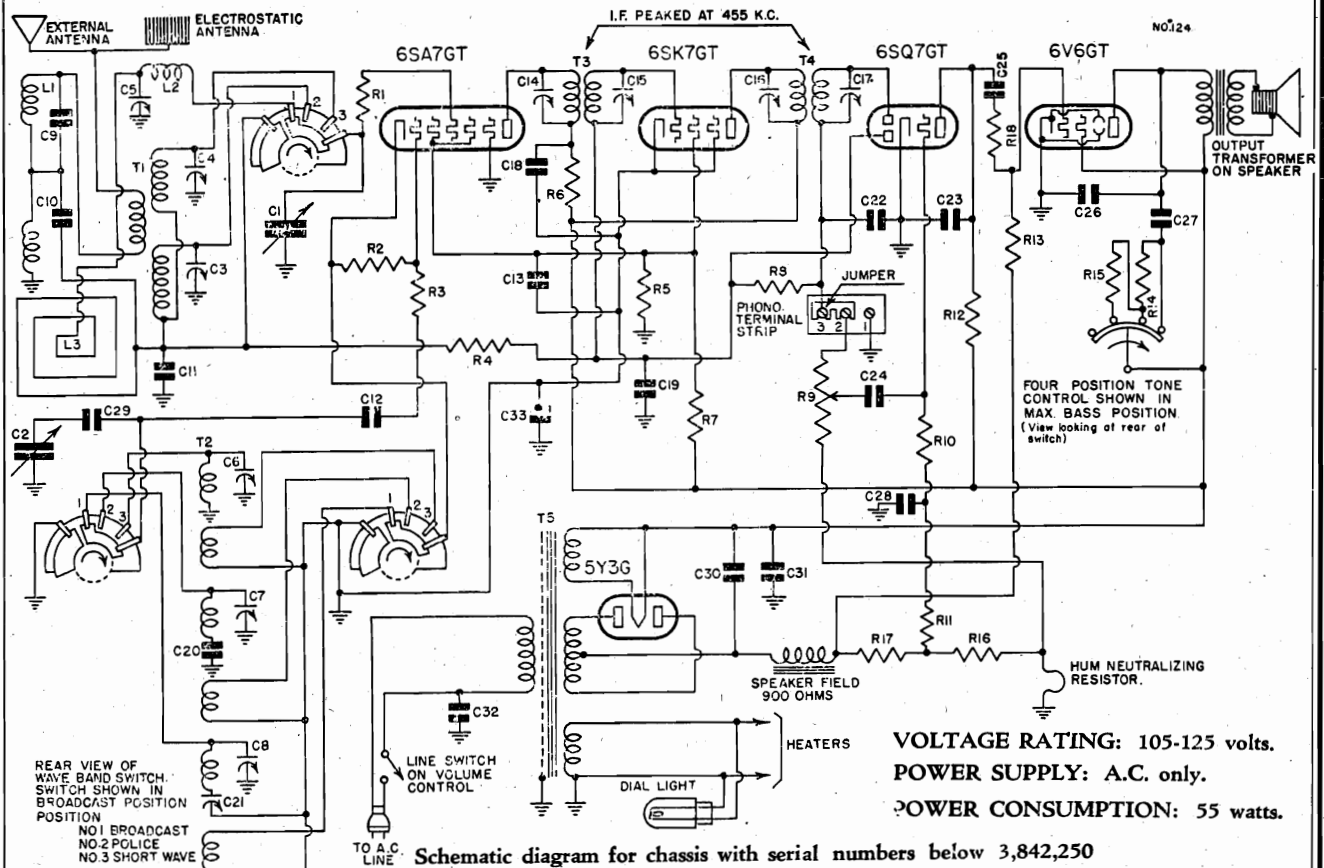 EXTERNAL
ANTENNA
ELECTROSTATIC
ANTENNA
I.F. PEAKED AT 455 K.C.
NO.124
6SA7GT
T3
6SK7GT
T4
6SQ7GT
6V6GT
L1
C9
C5
L2
1
2
3
R1
C14
C15
C16
C17
C25
R18
OUTPUT
TRANSFORMER
ON SPEAKER
T1
C4
C10
C1
C18
R6
C22
C23
C26
C27
R13
C3
R2
R3
C13
R5
R8
JUMPER
PHONO.
TERMINAL
STRIP
3
2
1
R12
R15
R14
L3
C11
R4
C19
C24
R9
FOUR POSITION TONE
CONTROL SHOWN IN
MAX. BASS POSITION.
(View looking at rear of
switch)
C29
C12
C33
R7
R10
C2
T2
C6
1
2
3
1
2
3
C28
T5
5Y3G
C30
C31
C7
C20
R11
R17
R16
SPEAKER FIELD
900 OHMS
HUM NEUTRALIZING
RESISTOR.
C32
C8
C21
LINE SWITCH
ON VOLUME
CONTROL
HEATERS
DIAL LIGHT
REAR VIEW OF
WAVE BAND SWITCH.
SWITCH SHOWN IN
BROADCAST POSITION
POSITION
NO.1 BROADCAST
NO.2 POLICE
NO.3 SHORT WAVE
TO A.C.
LINE
VOLTAGE RATING: 105-125 volts.
POWER SUPPLY: A.C. only.
POWER CONSUMPTION: 55 watts.
Schematic diagram for chassis with serial numbers below 3,842,250